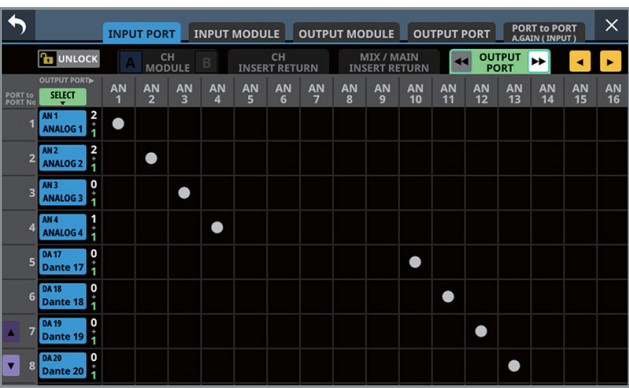 INPUT PORT INPUT MODULE OUTPUT MODULE OUTPUT PORT PORT to PORT
A.GAIN ( INPUT )
UNLOCK A CH MODULE B CH INSERT RETURN MIX / MAIN INSERT RETURN OUTPUT PORT
OUTPUT PORT
PORT to PORT No SELECT AN 1 AN 2 AN 3 AN 4 AN 5 AN 6 AN 7 AN 8 AN 9 AN 10 AN 11 AN 12 AN 13 AN 14 AN 15 AN 16
1 AN 1 ANALOG 1 2 + 1
2 AN 2 ANALOG 2 2 + 1
3 AN 3 ANALOG 3 0 + 1
4 AN 4 ANALOG 4 1 + 1
5 DA 17 Dante 17 0 + 1
6 DA 18 Dante 18 0 + 1
7 DA 19 Dante 19 0 + 1
8 DA 20 Dante 20 0 + 1